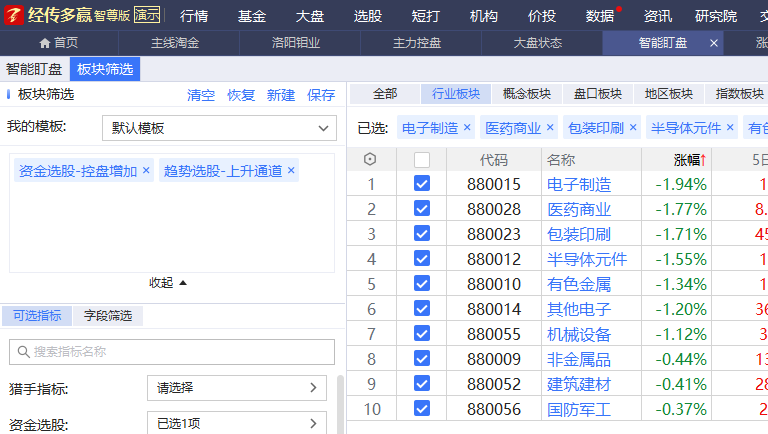 经传多赢 智尊版 演示 行情 基金 大盘 选股 短打 机构 价投 数据 资讯 研究院
首页 主线淘金 洛阳钼业 主力控盘 大盘状态 智能盯盘 × 涨
智能盯盘 板块筛选
板块筛选 清空 恢复 新建 保存
全部 行业板块 概念板块 盘口板块 地区板块 指数板块
我的模板: 默认模板
已选: 电子制造 × 医药商业 × 包装印刷 × 半导体元件 × 有色
资金选股-控盘增加 × 趋势选股-上升通道 ×
收起
可选指标 字段筛选
搜索指标名称
猎手指标: 请选择
资金选股: 已选1项
代码 名称 涨幅↑ 5日
1 880015 电子制造 -1.94% 1
2 880028 医药商业 -1.77% 8.
3 880023 包装印刷 -1.71% 45
4 880012 半导体元件 -1.55% 1
5 880010 有色金属 -1.34% 1
6 880014 其他电子 -1.20% 36
7 880055 机械设备 -1.12% 3
8 880009 非金属品 -0.44% 13
9 880052 建筑建材 -0.41% 28
10 880056 国防军工 -0.37% 2